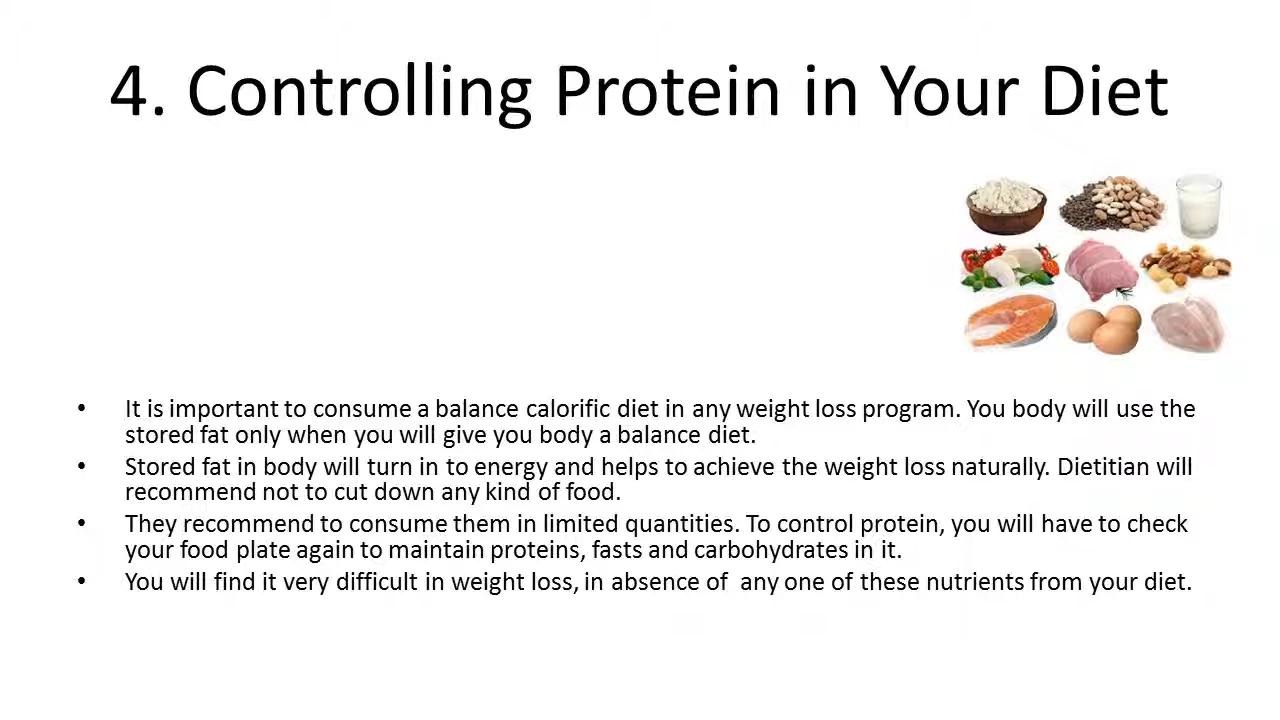 4. Controlling Protein in Your Diet
• It is important to consume a balance calorific diet in any weight loss program. You body will use the
stored fat only when you will give you body a balance diet.
• Stored fat in body will turn in to energy and helps to achieve the weight loss naturally. Dietitian will
recommend not to cut down any kind of food.
• They recommend to consume them in limited quantities. To control protein, you will have to check
your food plate again to maintain proteins, fasts and carbohydrates in it.
• You will find it very difficult in weight loss, in absence of  any one of these nutrients from your diet.